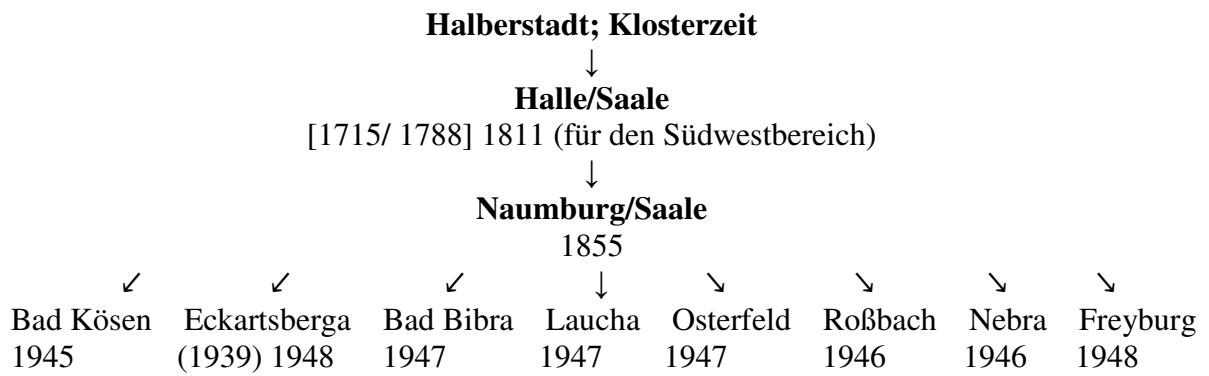 Halberstadt; Klosterzeit
↓
Halle/Saale
[1715/ 1788] 1811 (für den Südwestbereich)
↓
Naumburg/Saale
1855
↙ ↙ ↙ ↓ ↘ ↘ ↘ ↘
Bad Kösen Eckartsberga Bad Bibra Laucha Osterfeld Roßbach Nebra Freyburg
1945 (1939) 1948 1947 1947 1947 1946 1946 1948